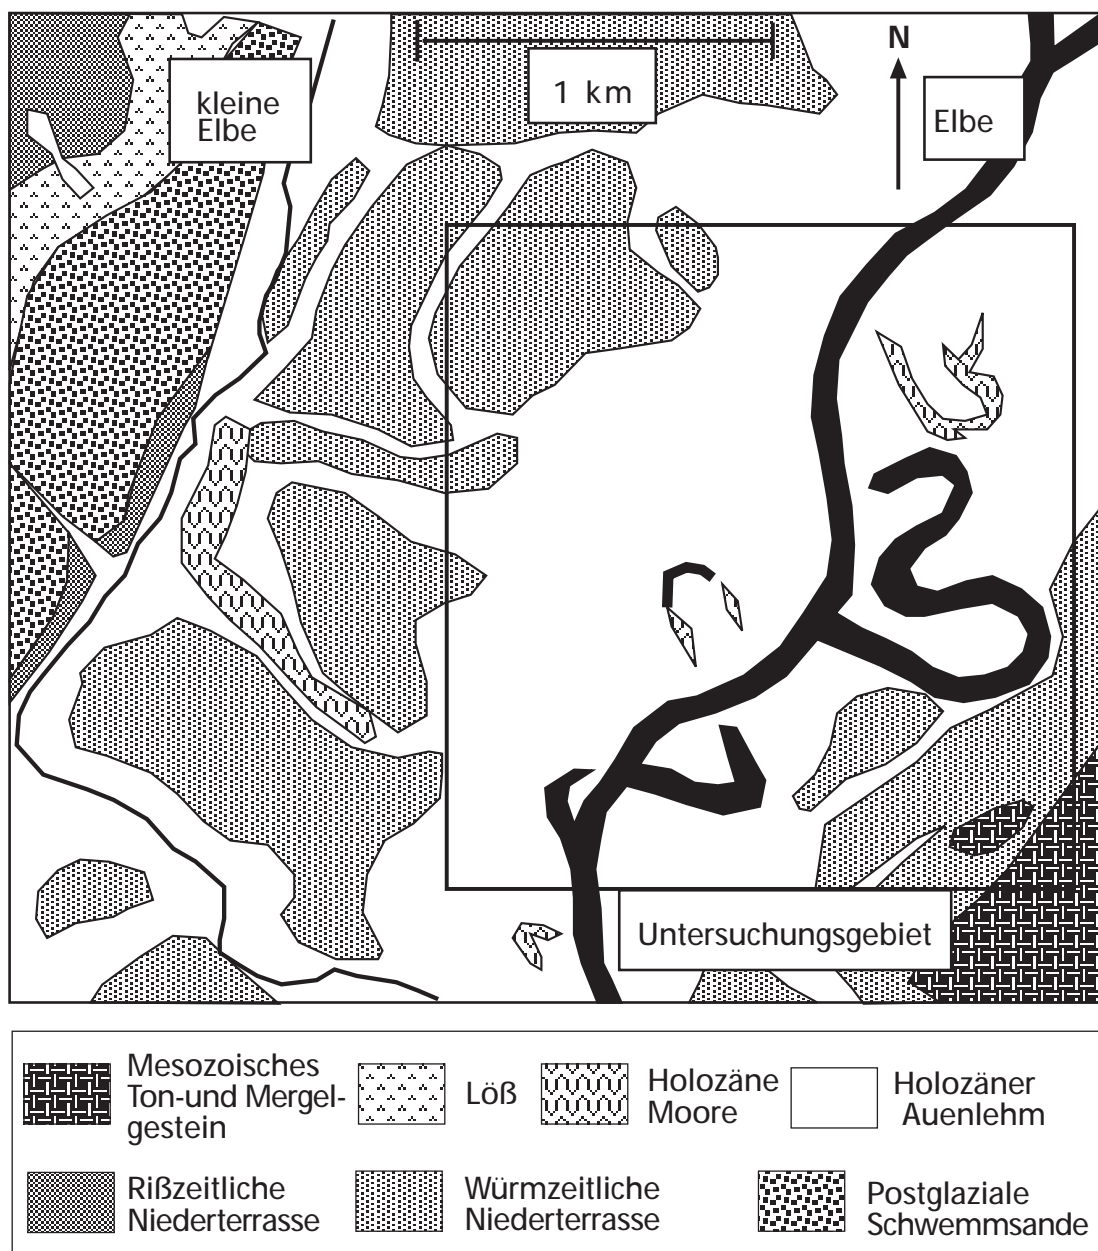 N
kleine
Elbe
1 km
Elbe
Untersuchungsgebiet
Mesozoisches
Ton-und Mergel-
gestein
Löß
Holozäne
Moore
Holozäner
Auenlehm
Rißzeitliche
Niederterrasse
Würmzeitliche
Niederterrasse
Postglaziale
Schwemmsande